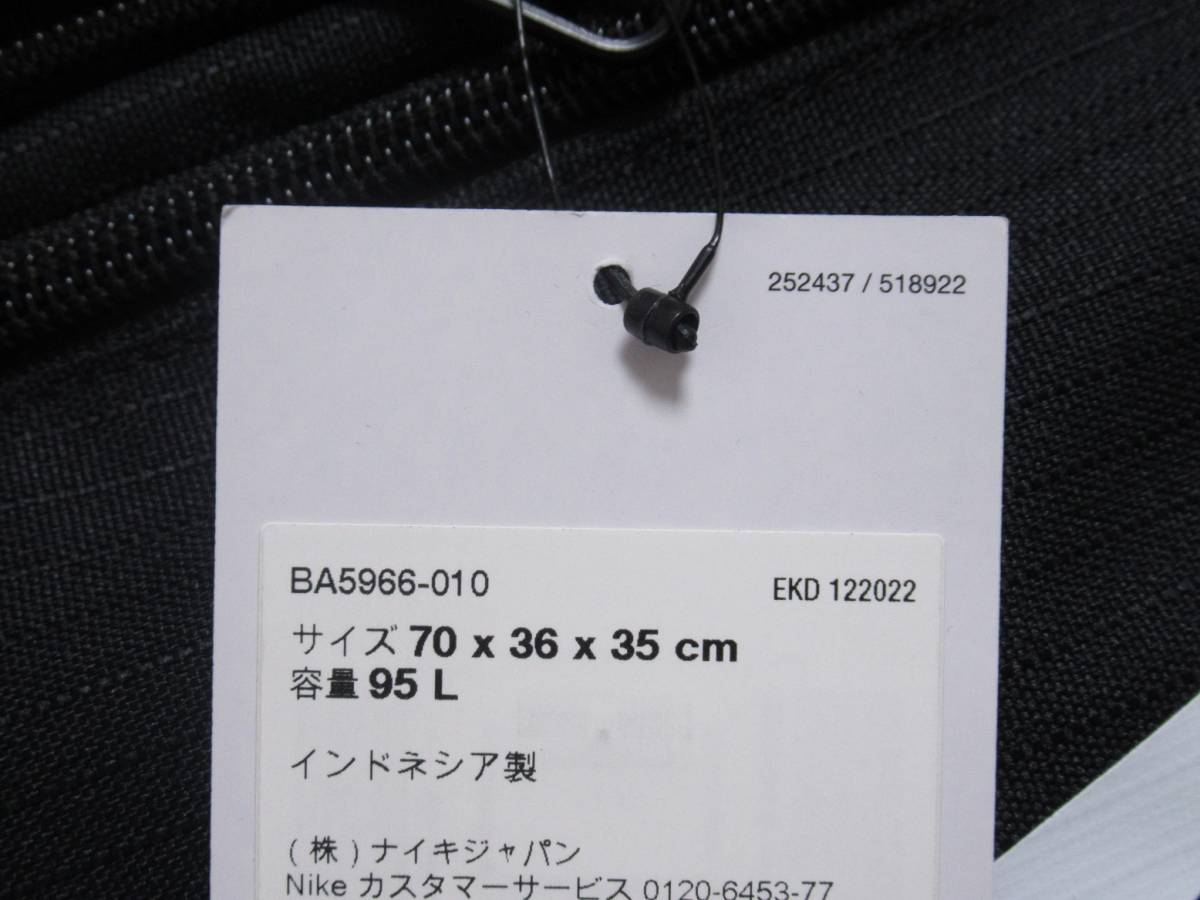 252437 / 518922
BA5966-010 EKD 122022
サイズ 70 x 36 x 35 cm
容量 95 L
インドネシア製
(株)ナイキジャパン
Nike カスタマーサービス 0120-6453-77